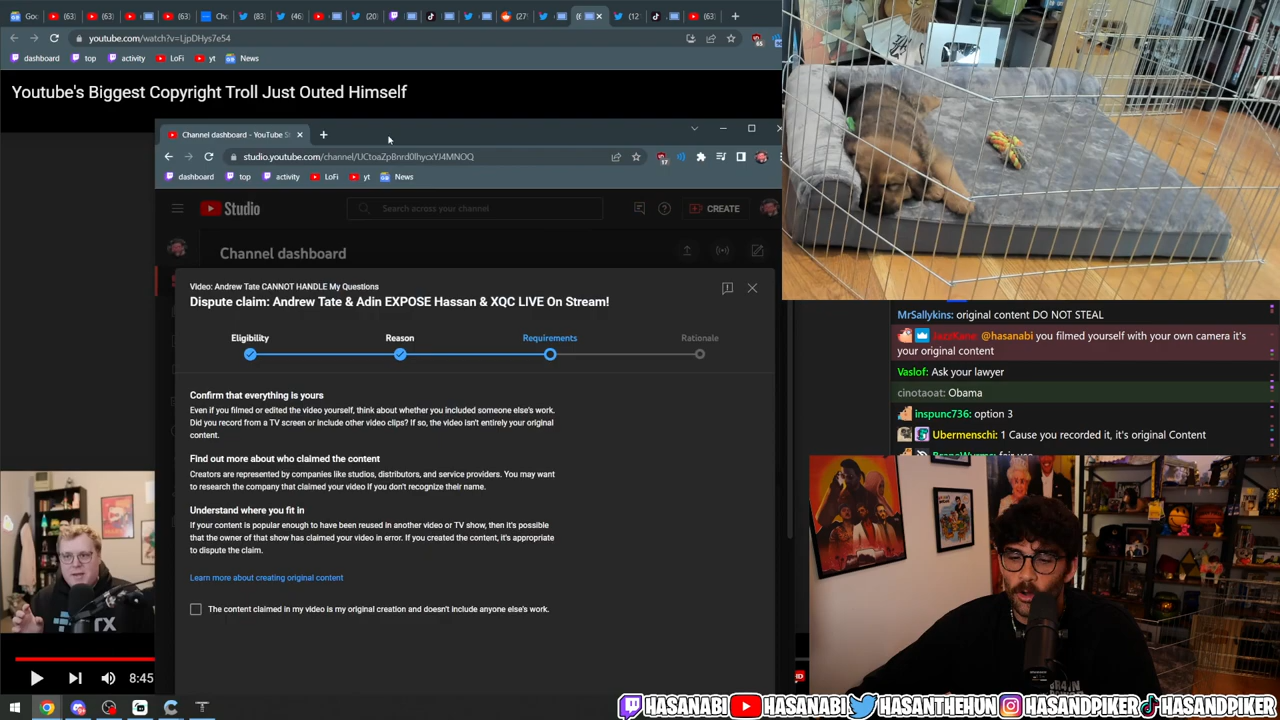 Goo
(63)
(63)
(63)
Che
(83)
(46)
(63)
(20)
(27
(12
(63)
youtube.com/watch?v=LjpDHys7e54
dashboard
top
activity
LoFi
yt
News
Youtube's Biggest Copyright Troll Just Outed Himself
Channel dashboard - YouTube S
studio.youtube.com/channel/UCtoaZpBnrd0lhycxYJ4MNOQ
dashboard
top
activity
LoFi
yt
News
Studio
Search across your channel
CREATE
Channel dashboard
Video: Andrew Tate CANNOT HANDLE My Questions
Dispute claim: Andrew Tate & Adin EXPOSE Hassan & XQC LIVE On Stream!
Eligibility
Reason
Requirements
Rationale
Confirm that everything is yours
Even if you filmed or edited the video yourself, think about whether you included someone else's work.
Did you record from a TV screen or include other video clips? If so, the video isn't entirely your original
content.
Find out more about who claimed the content
Creators are represented by companies like studios, distributors, and service providers. You may want
to research the company that claimed your video if you don't recognize their name.
Understand where you fit in
If your content is popular enough to have been reused in another video or TV show, then it's possible
that the owner of that show has claimed your video in error. If you created the content, it's appropriate
to dispute the claim.
Learn more about creating original content
The content claimed in my video is my original creation and doesn't include anyone else's work.
8:45
MrSallykins: original content DO NOT STEAL
@hasanabi you filmed yourself with your own camera it's
your original content
Vaslof: Ask your lawyer
cinotaoat: Obama
inspunc736: option 3
Ubermenschi: 1 Cause you recorded it, it's original Content
HASANABI
HASANABI
HASANTHEHUN
HASANDPIKER
HASANDPIKER